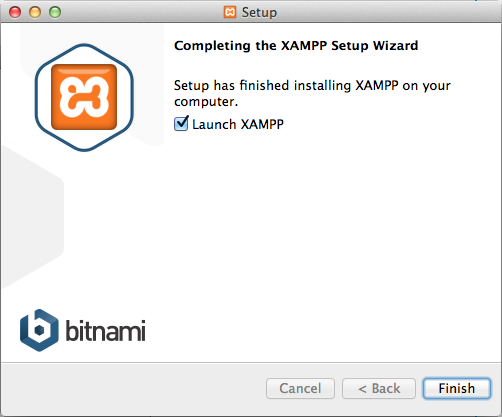 Setup
Completing the XAMPP Setup Wizard
Setup has finished installing XAMPP on your
computer.
Launch XAMPP
bitnami
Cancel
< Back
Finish